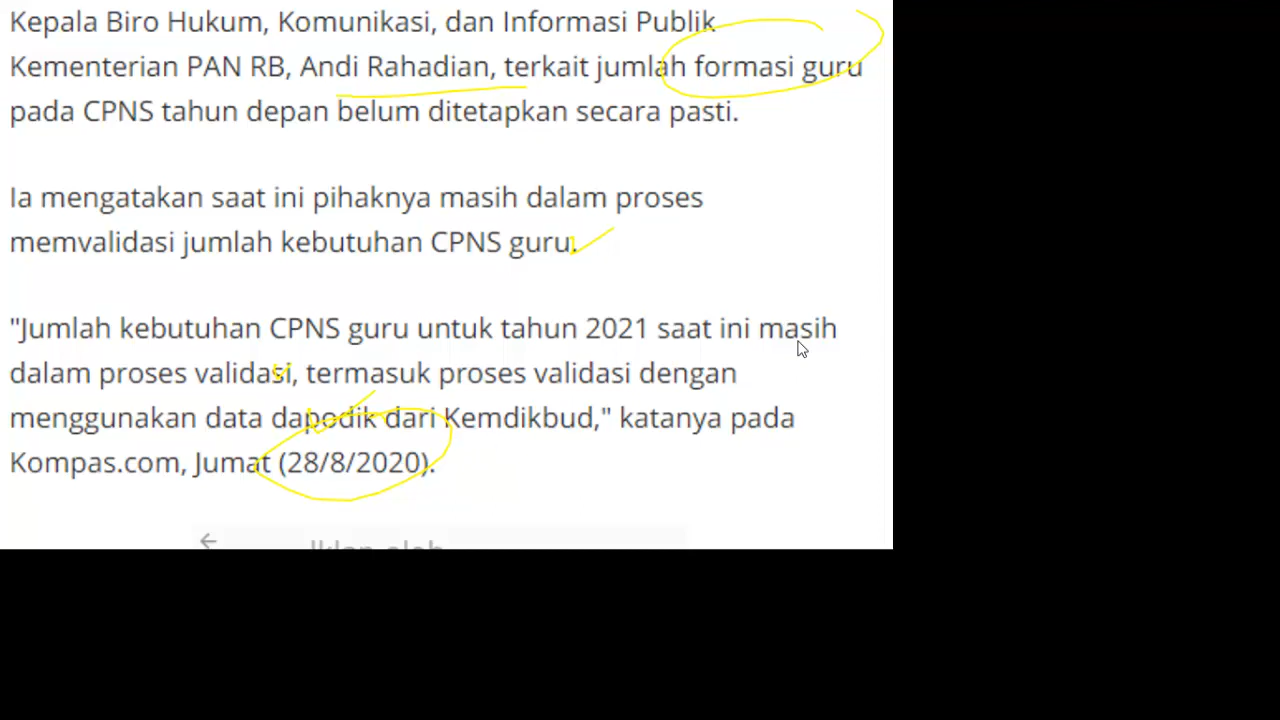 Kepala Biro Hukum, Komunikasi, dan Informasi Publik
Kementerian PAN RB, Andi Rahadian, terkait jumlah formasi guru
pada CPNS tahun depan belum ditetapkan secara pasti.
Ia mengatakan saat ini pihaknya masih dalam proses
memvalidasi jumlah kebutuhan CPNS guru.
"Jumlah kebutuhan CPNS guru untuk tahun 2021 saat ini masih
dalam proses validasi, termasuk proses validasi dengan
menggunakan data dapodik dari Kemdikbud," katanya pada
Kompas.com, Jumat (28/8/2020).
Iklan oleh